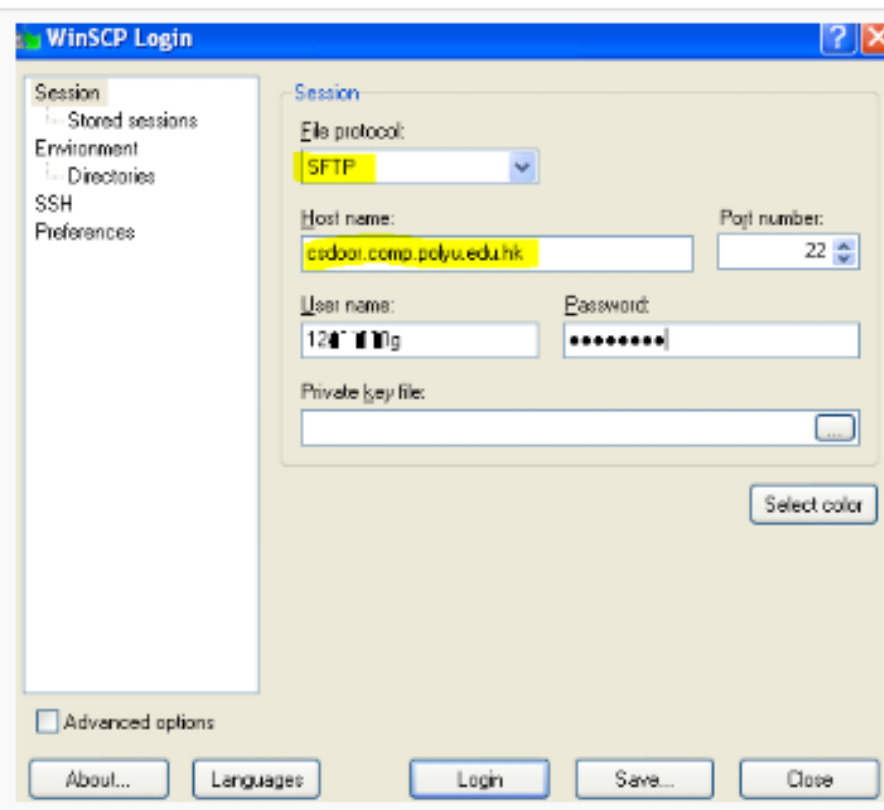 WinSCP Login
Session
Stored sessions
Environment
Directories
SSH
Preferences
Session
File protocol:
SFTP
Host name:
Port number:
csdoor.comp.polyu.edu.hk
22
User name:
Password:
Private key file:
...
Select color
Advanced options
About...
Languages
Login
Save...
Close